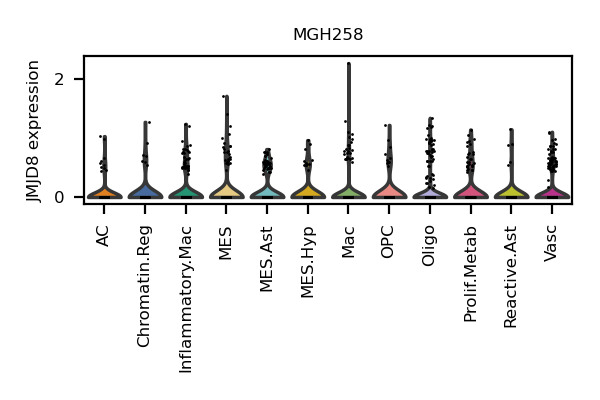 MGH258
JMJD8 expression
2
0
AC
Chromatin.Reg
Inflammatory.Mac
MES
MES.Ast
MES.Hyp
Mac
OPC
Oligo
Prolif.Metab
Reactive.Ast
Vasc